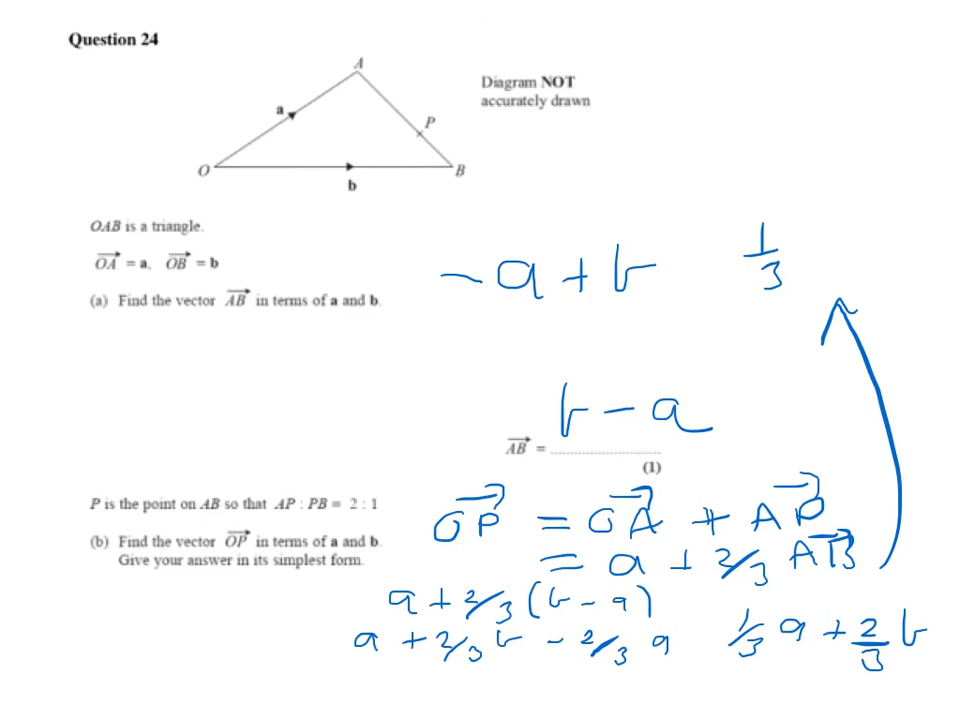 Question 24
A
Diagram NOT
accurately drawn
a
P
O
B
b
OAB is a triangle.
OA = a, OB = b
-a + b 1/3
(a) Find the vector AB in terms of a and b.
b - a
AB = ........................
(1)
P is the point on AB so that AP : PB = 2 : 1
OP = OA + AP
(b) Find the vector OP in terms of a and b.
Give your answer in its simplest form.
= a + 2/3 AB
a + 2/3 (b - a)
a + 2/3 b - 2/3 a 1/3 a + 2/3 b